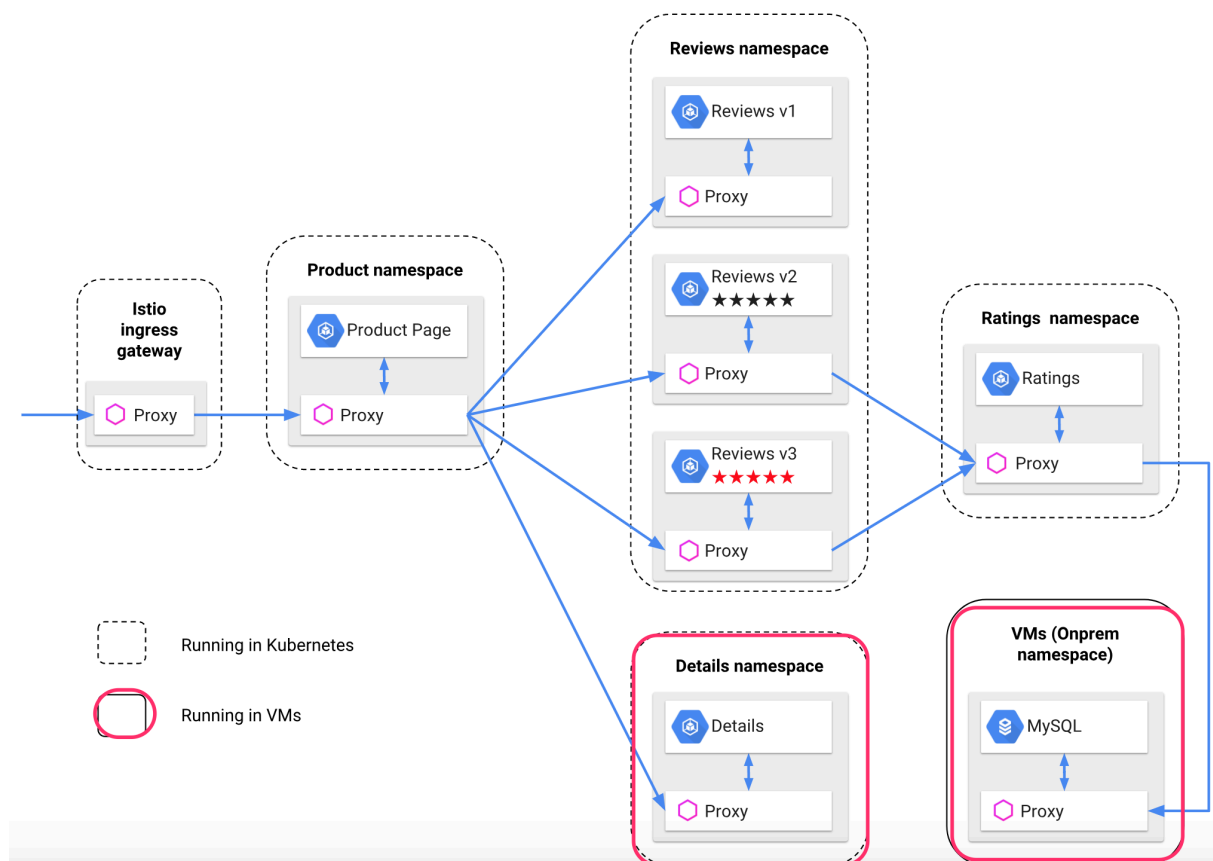 Reviews namespace
Reviews v1
Proxy
Reviews v2
★★★★★
Proxy
Reviews v3
★★★★★
Proxy
Product namespace
Product Page
Proxy
Istio
ingress
gateway
Proxy
Ratings namespace
Ratings
Proxy
Details namespace
Details
Proxy
VMs (Onprem
namespace)
MySQL
Proxy
Running in Kubernetes
Running in VMs